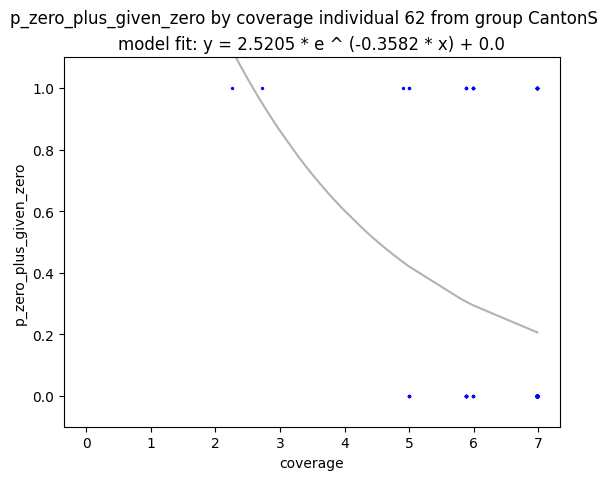 p_zero_plus_given_zero by coverage individual 62 from group CantonS
model fit: y = 2.5205 * e ^ (-0.3582 * x) + 0.0
p_zero_plus_given_zero
1.0
0.8
0.6
0.4
0.2
0.0
0 1 2 3 4 5 6 7
coverage